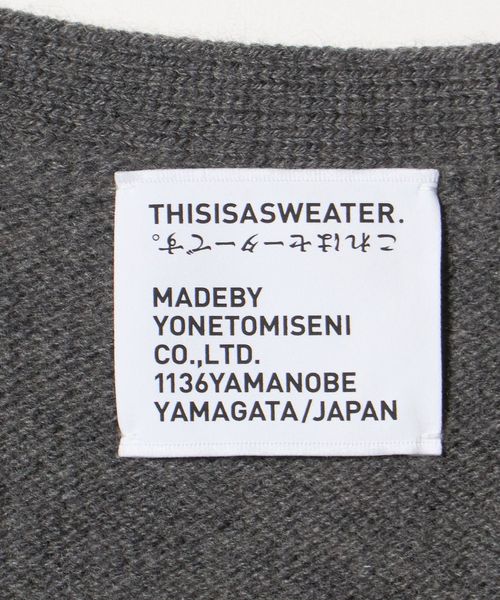 THISISASWEATER.
これはセーターです。
MADEBY
YONETOMISENI
CO.,LTD.
1136YAMANOBE
YAMAGATA/JAPAN